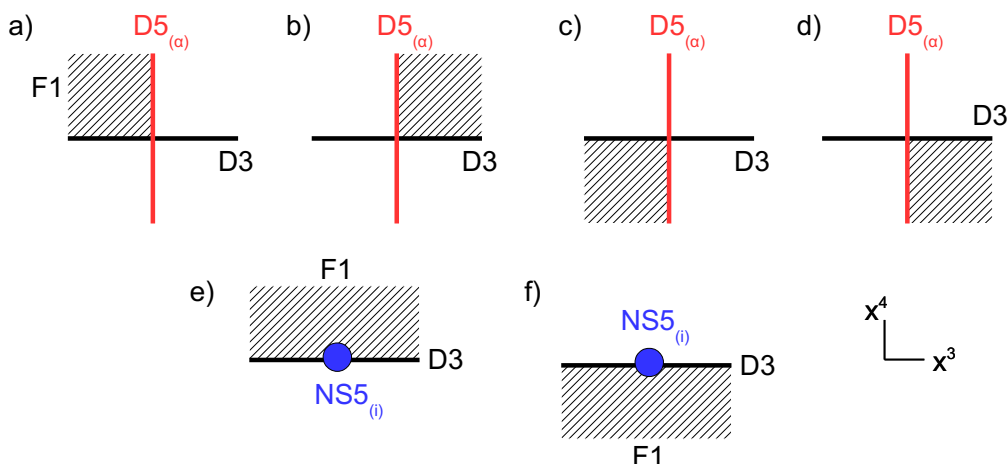 a) D5(α)
F1
D3
b) D5(α)
D3
c) D5(α)
D3
d) D5(α)
D3
e) F1
D3
NS5(i)
f) NS5(i)
D3
F1
x4
x3